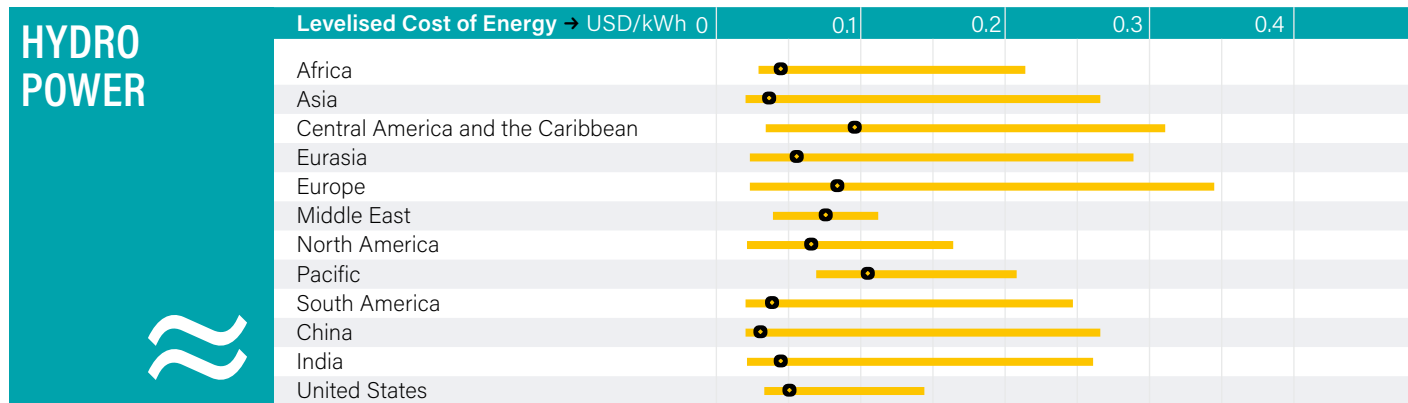 HYDRO
POWER
Levelised Cost of Energy → USD/kWh 0 0.1 0.2 0.3 0.4
Africa
Asia
Central America and the Caribbean
Eurasia
Europe
Middle East
North America
Pacific
South America
China
India
United States